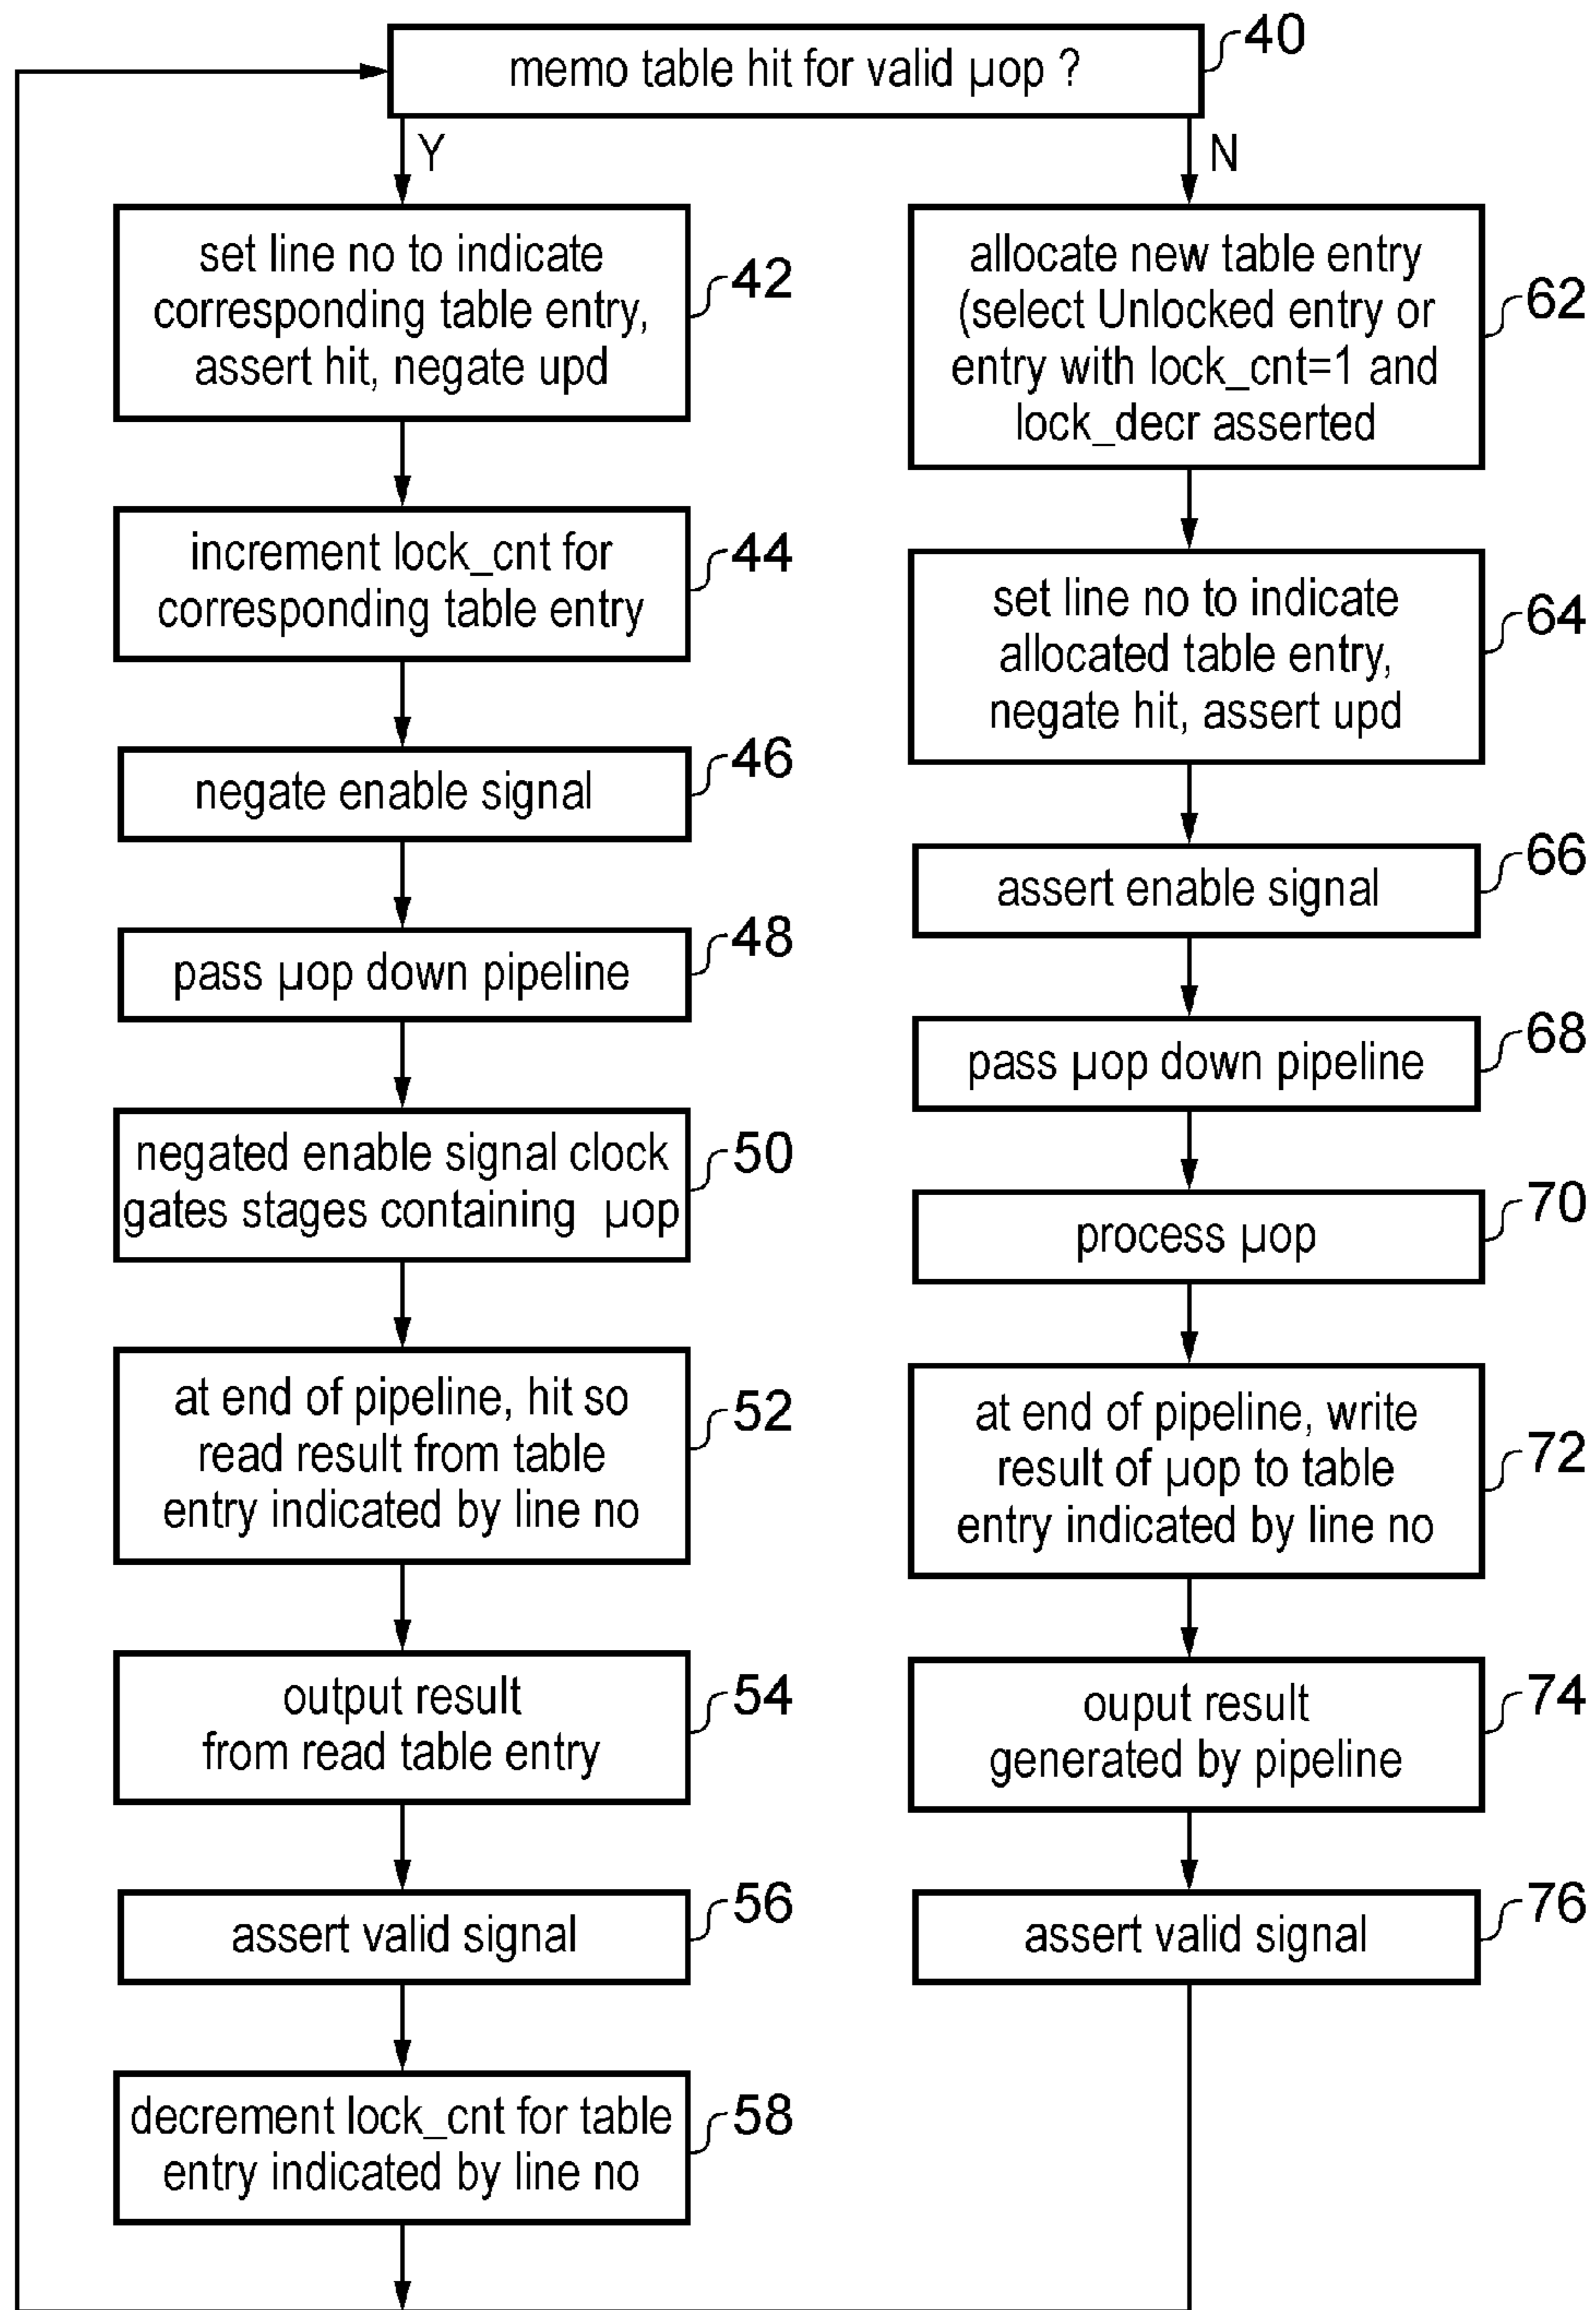 memo table hit for valid µop ?
40
Y
N
set line no to indicate
corresponding table entry,
assert hit, negate upd
42
increment lock_cnt for
corresponding table entry
44
negate enable signal
46
pass µop down pipeline
48
negated enable signal clock
gates stages containing µop
50
at end of pipeline, hit so
read result from table
entry indicated by line no
52
output result
from read table entry
54
assert valid signal
56
decrement lock_cnt for table
entry indicated by line no
58
allocate new table entry
(select Unlocked entry or
entry with lock_cnt=1 and
lock_decr asserted
62
set line no to indicate
allocated table entry,
negate hit, assert upd
64
assert enable signal
66
pass µop down pipeline
68
process µop
70
at end of pipeline, write
result of µop to table
entry indicated by line no
72
ouput result
generated by pipeline
74
assert valid signal
76